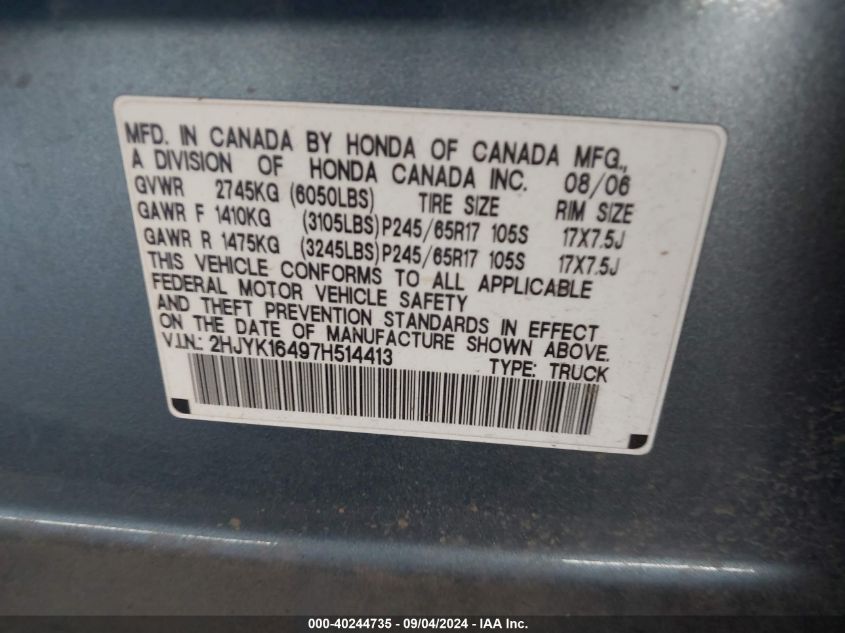 MFD. IN CANADA BY HONDA OF CANADA MFG.,
A DIVISION OF HONDA CANADA INC. 08/06
GVWR 2745KG (6050LBS) TIRE SIZE RIM SIZE
GAWR F 1410KG (3105LBS) P245/65R17 105S 17X7.5J
GAWR R 1475KG (3245LBS) P245/65R17 105S 17X7.5J
THIS VEHICLE CONFORMS TO ALL APPLICABLE
FEDERAL MOTOR VEHICLE SAFETY
AND THEFT PREVENTION STANDARDS IN EFFECT
ON THE DATE OF MANUFACTURE SHOWN ABOVE.
V.I.N.: 2HJYK16497H514413 TYPE: TRUCK
000-40244735 - 09/04/2024 - IAA Inc.